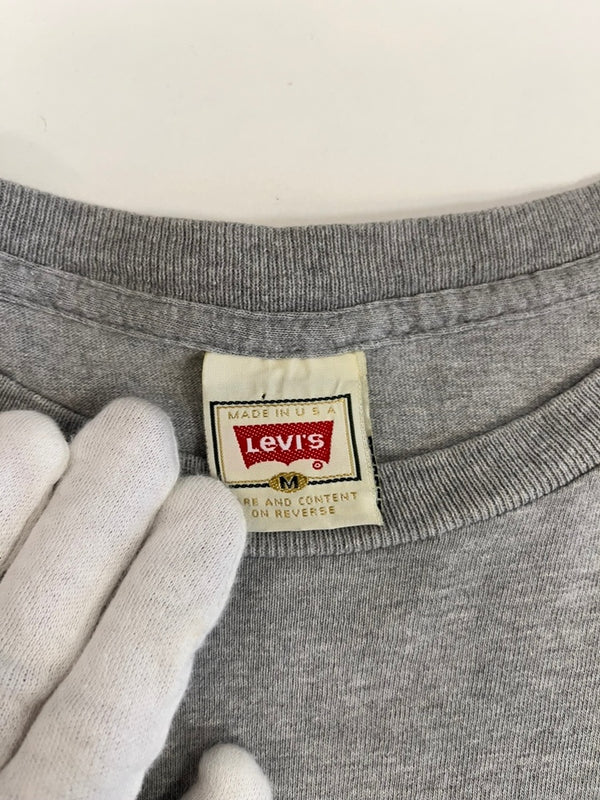 MADE IN U S A
Levi's
®
M
ARE AND CONTENT
ON REVERSE